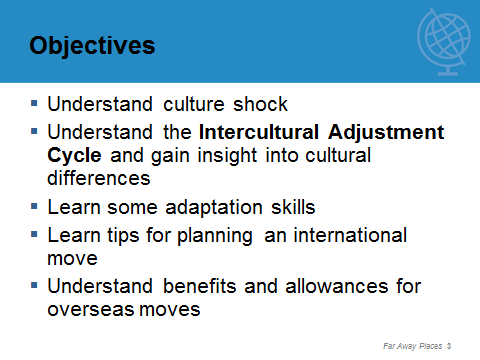 Objectives
▪ Understand culture shock
▪ Understand the Intercultural Adjustment
Cycle and gain insight into cultural
differences
▪ Learn some adaptation skills
▪ Learn tips for planning an international
move
▪ Understand benefits and allowances for
overseas moves
Far Away Places 3